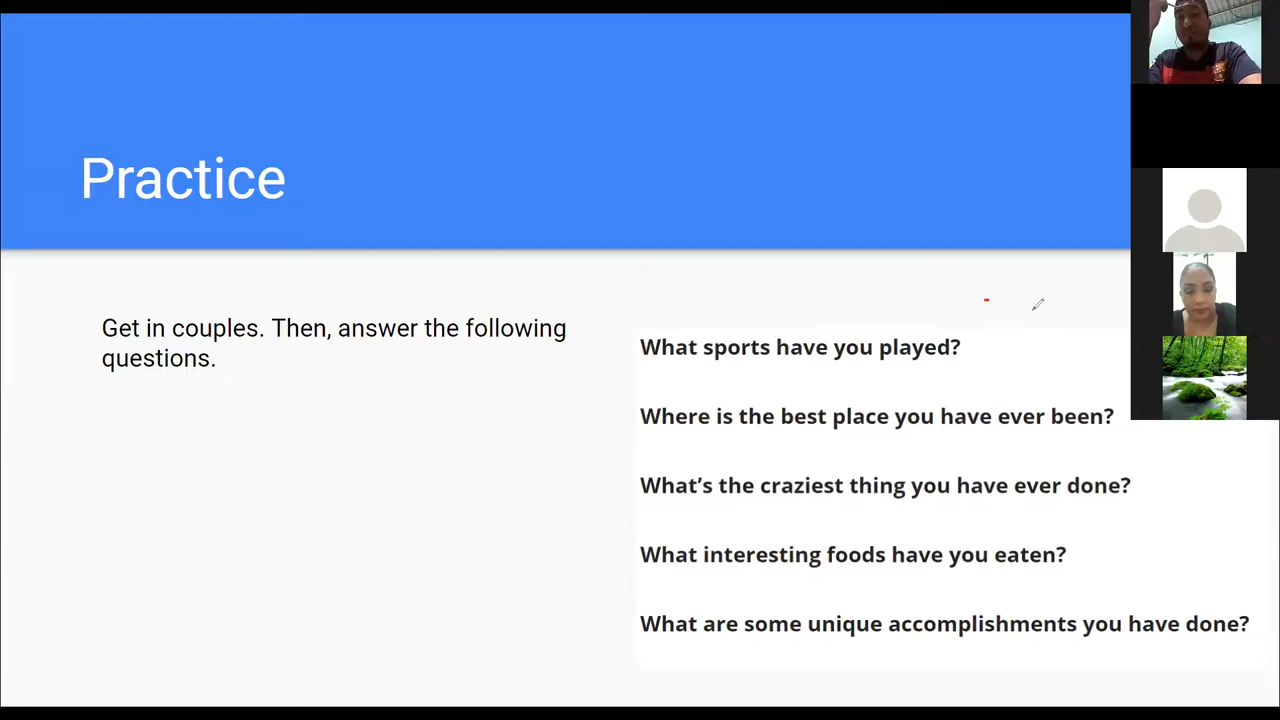 Practice
Get in couples. Then, answer the following
questions.
What sports have you played?
Where is the best place you have ever been?
What’s the craziest thing you have ever done?
What interesting foods have you eaten?
What are some unique accomplishments you have done?